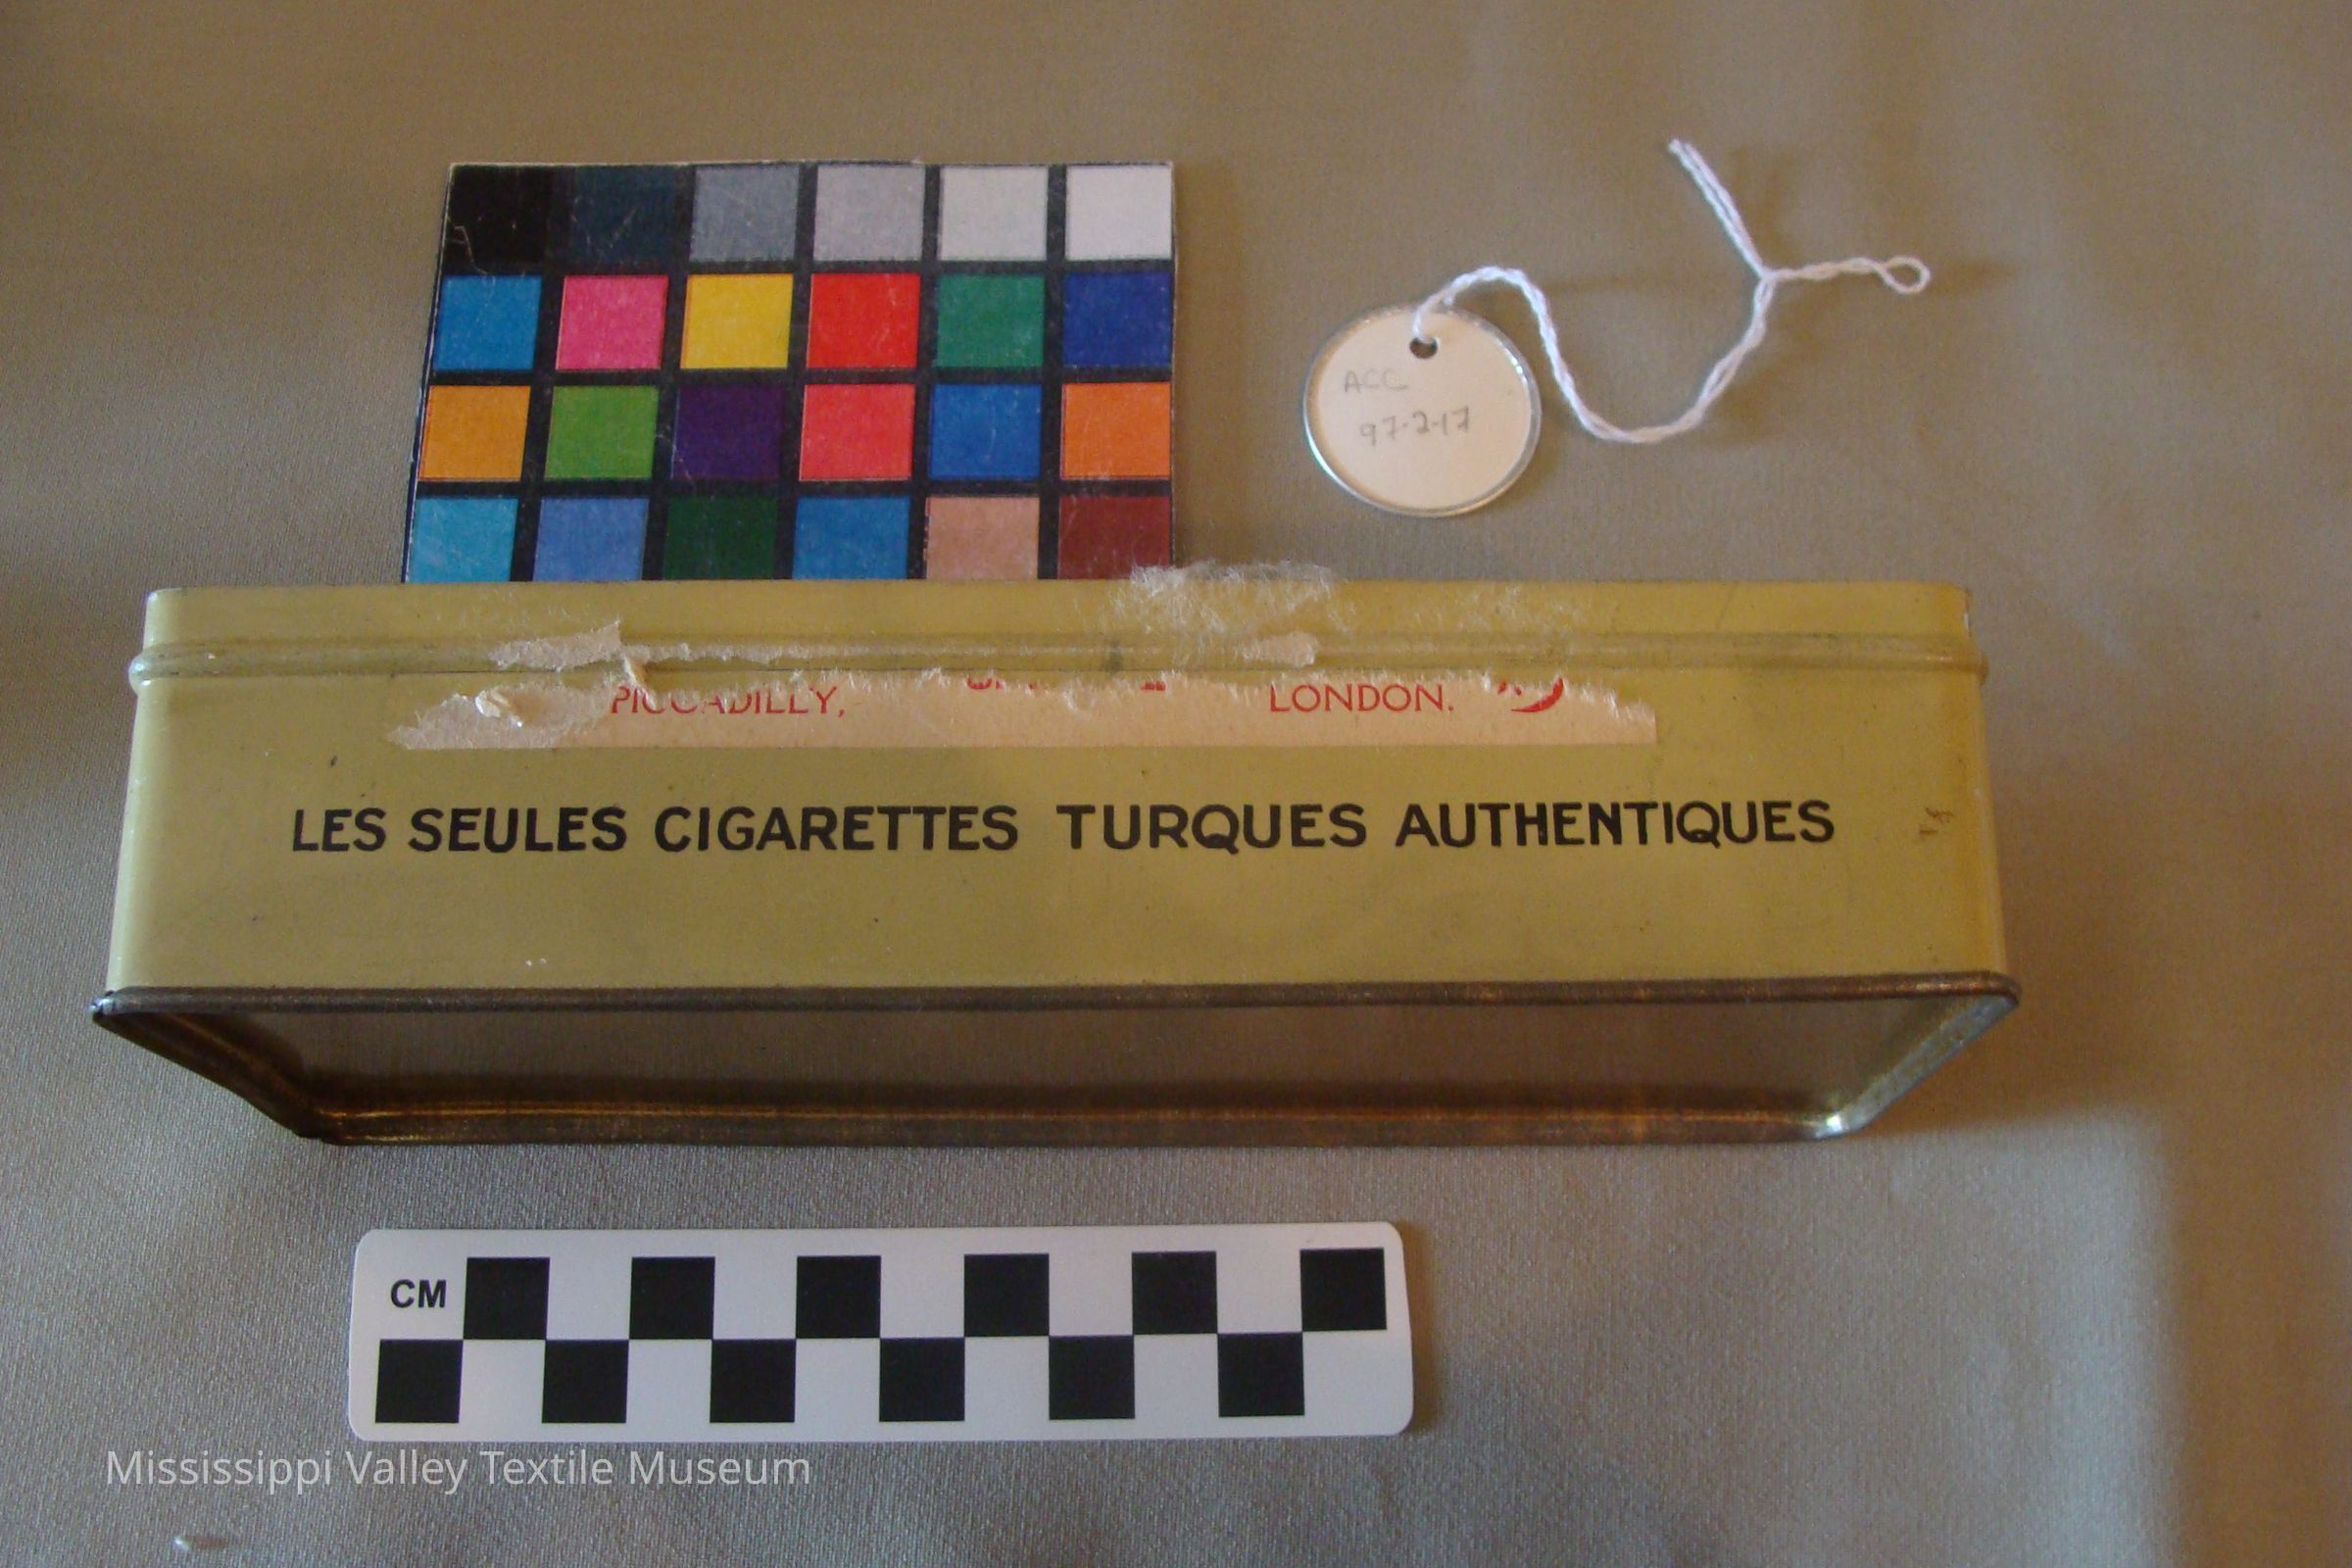 ACC
97-2-17
PICCADILLY, LONDON.
LES SEULES CIGARETTES TURQUES AUTHENTIQUES
CM
Mississippi Valley Textile Museum